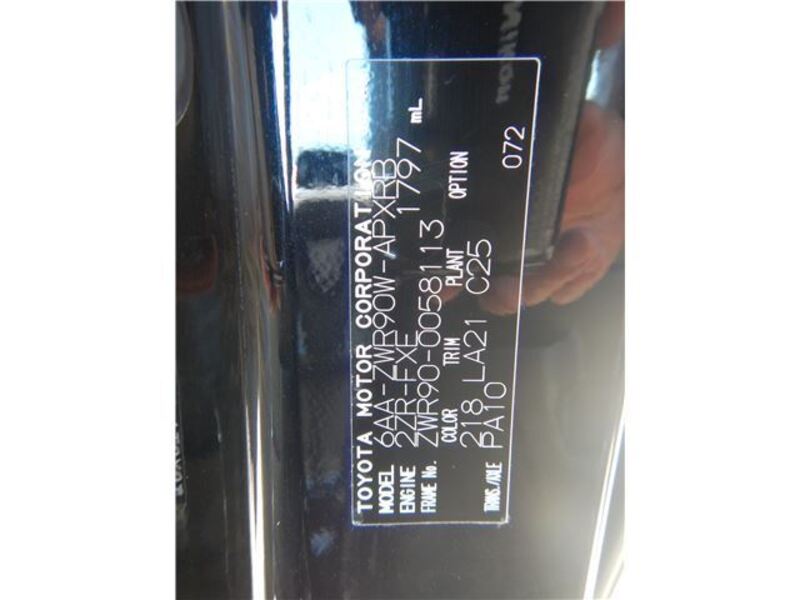 TOYOTA MOTOR CORPORATION
MODEL 6AA-ZWR90W-APXRB
ENGINE 2ZR-FXE 1797 mL
FRAME No. ZWR90-0058113
COLOR TRIM PLANT OPTION
218 LA21 C25
TRANS./AXLE PA10 072